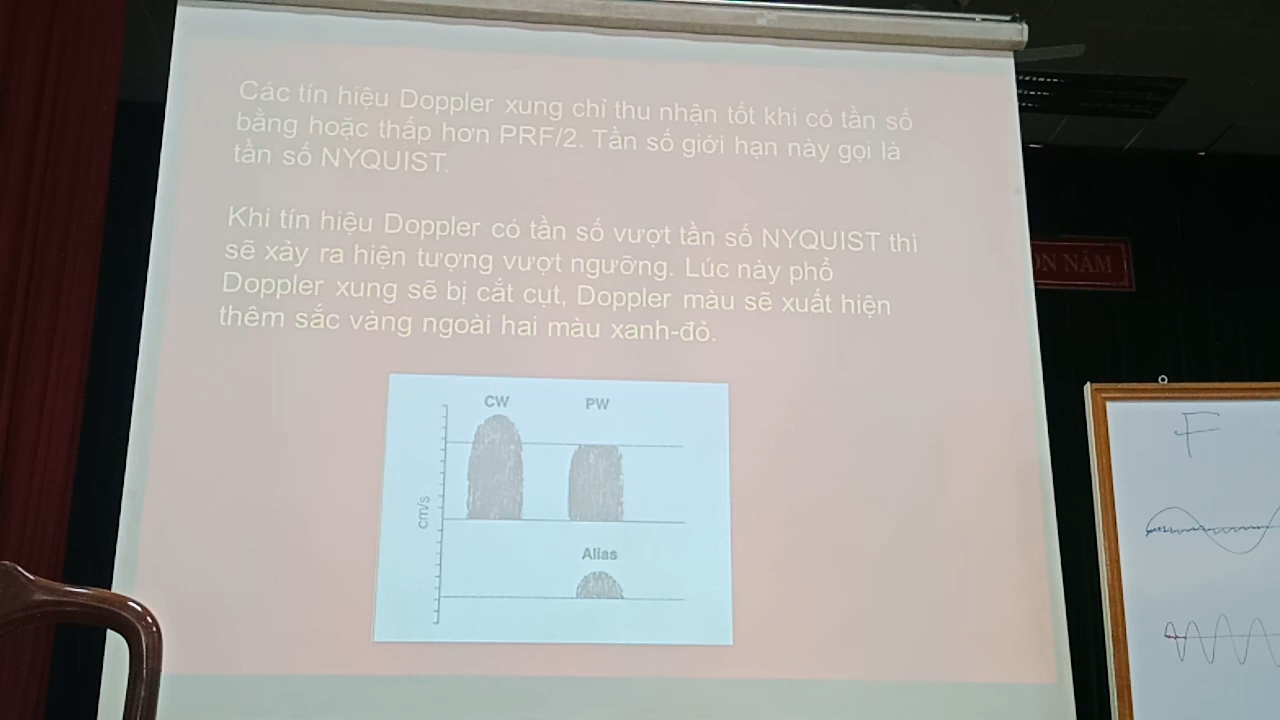 Các tín hiệu Doppler xung chỉ thu nhận tốt khi có tần số
bằng hoặc thấp hơn PRF/2. Tần số giới hạn này gọi là
tần số NYQUIST.
Khi tín hiệu Doppler có tần số vượt tần số NYQUIST thì
sẽ xảy ra hiện tượng vượt ngưỡng. Lúc này phổ
Doppler xung sẽ bị cắt cụt, Doppler màu sẽ xuất hiện
thêm sắc vàng ngoài hai màu xanh-đỏ.
CW PW
cm/s
Alias
NĂM
F